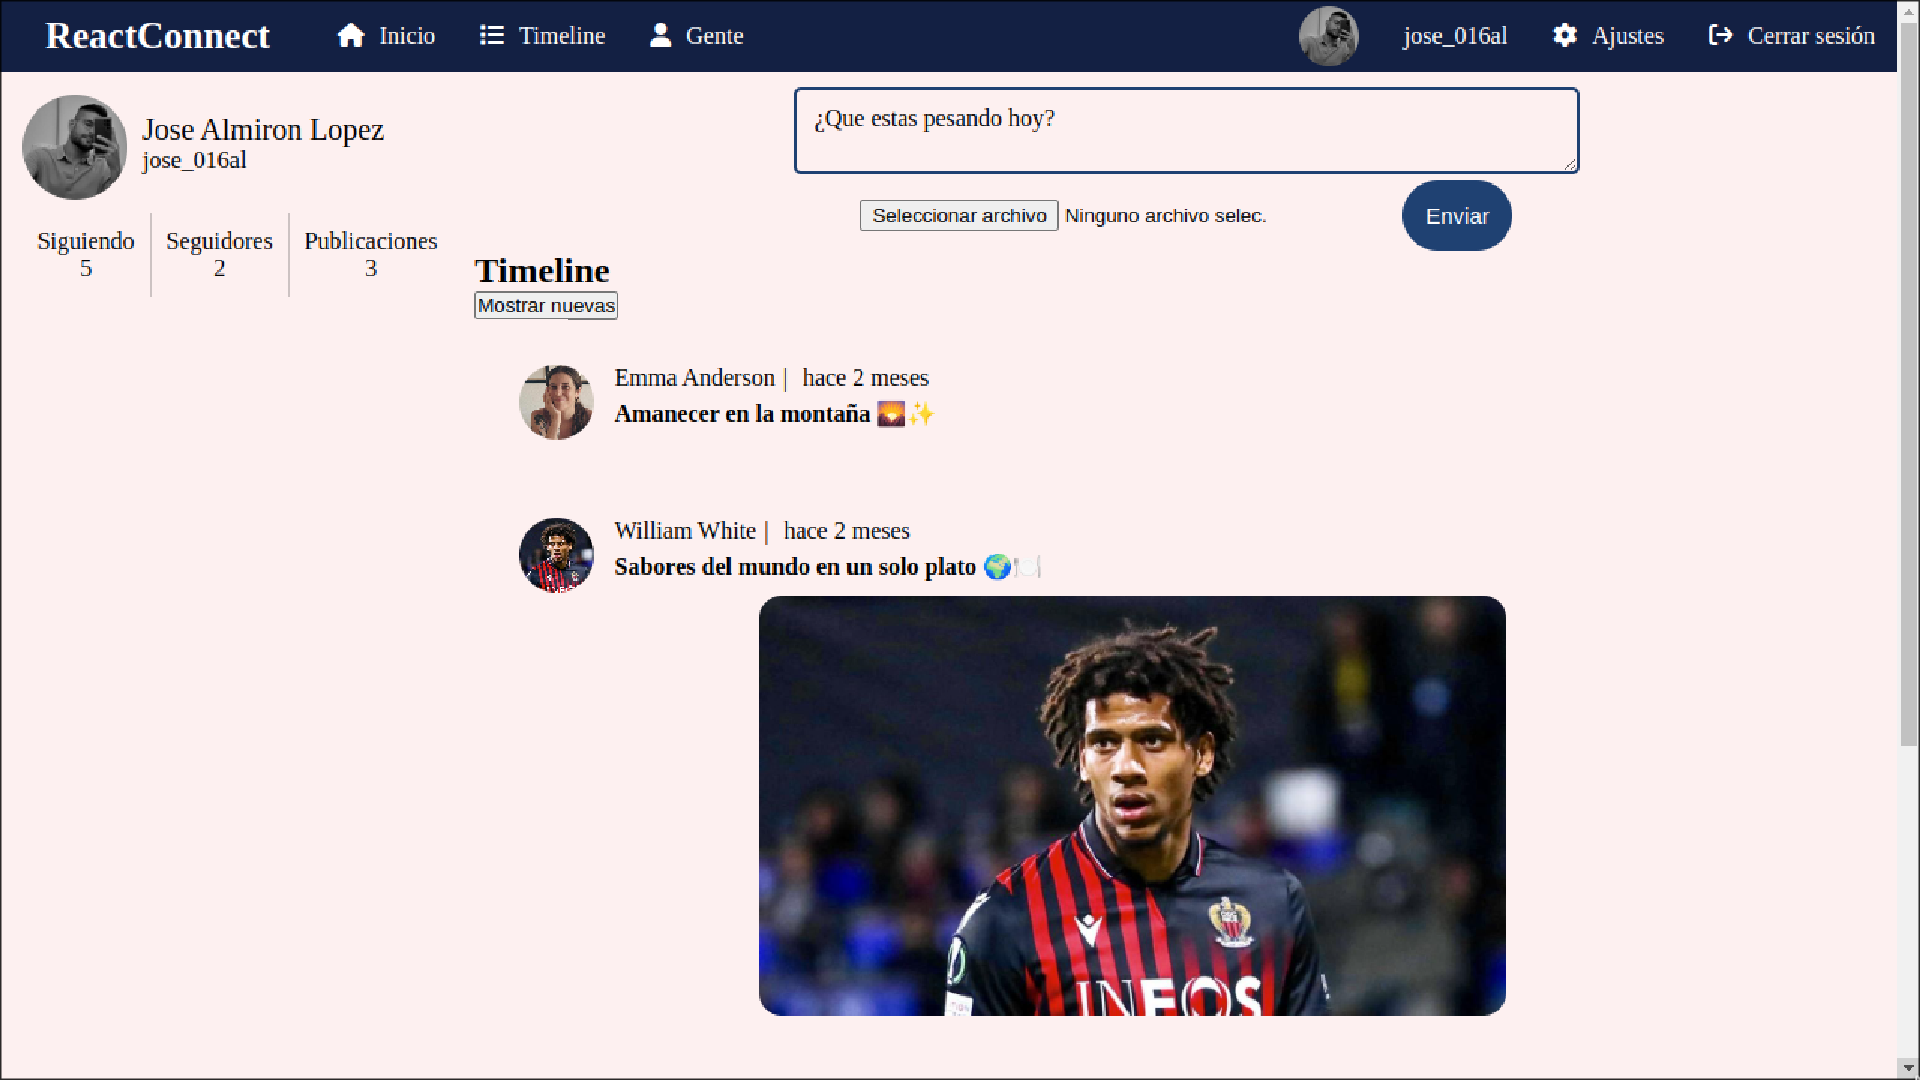 ReactConnect Inicio Timeline Gente jose_016al Ajustes Cerrar sesión
Jose Almiron Lopez
jose_016al
Siguiendo Seguidores Publicaciones
5 2 3
¿Que estas pesando hoy?
Seleccionar archivo Ninguno archivo selec. Enviar
Timeline
Mostrar nuevas
Emma Anderson | hace 2 meses
Amanecer en la montaña 🌄✨
William White | hace 2 meses
Sabores del mundo en un solo plato 🌍🍽️
INEOS